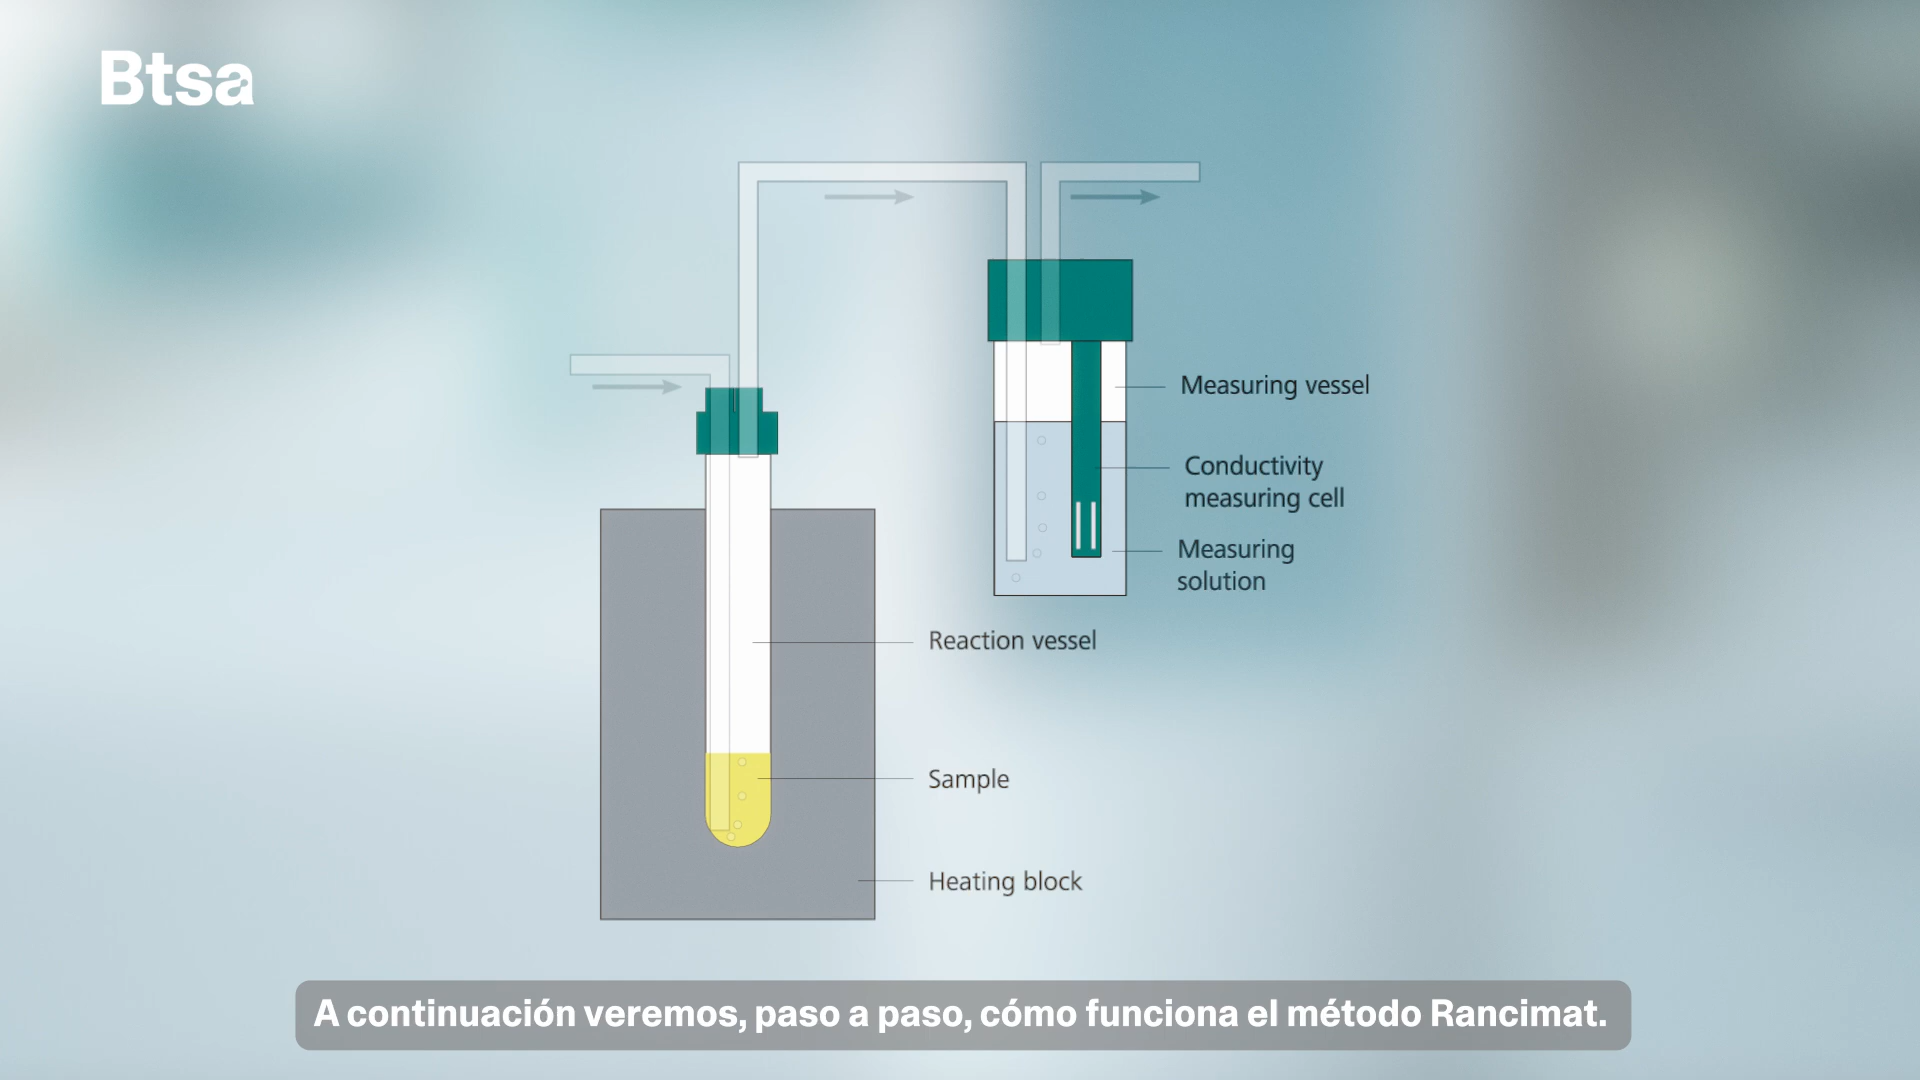 Btsa
Measuring vessel
Conductivity
measuring cell
Measuring
solution
Reaction vessel
Sample
Heating block
A continuación veremos, paso a paso, cómo funciona el método Rancimat.